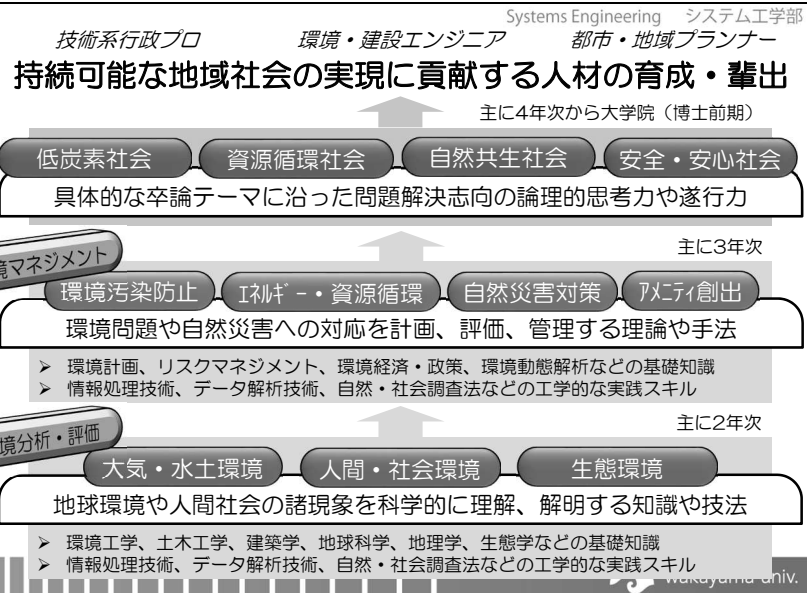 Systems Engineering システム工学部
技術系行政プロ 環境・建設エンジニア 都市・地域プランナー
持続可能な地域社会の実現に貢献する人材の育成・輩出
主に4年次から大学院（博士前期）
低炭素社会 資源循環社会 自然共生社会 安全・安心社会
具体的な卒論テーマに沿った問題解決志向の論理的思考力や遂行力
主に3年次
境マネジメント
環境汚染防止 ｴﾈﾙｷﾞｰ・資源循環 自然災害対策 ｱﾒﾆﾃｨ創出
環境問題や自然災害への対応を計画、評価、管理する理論や手法
➢ 環境計画、リスクマネジメント、環境経済・政策、環境動態解析などの基礎知識
➢ 情報処理技術、データ解析技術、自然・社会調査法などの工学的な実践スキル
主に2年次
境分析・評価
大気・水土環境 人間・社会環境 生態環境
地球環境や人間社会の諸現象を科学的に理解、解明する知識や技法
➢ 環境工学、土木工学、建築学、地球科学、地理学、生態学などの基礎知識
➢ 情報処理技術、データ解析技術、自然・社会調査法などの工学的な実践スキル
wakayama univ.